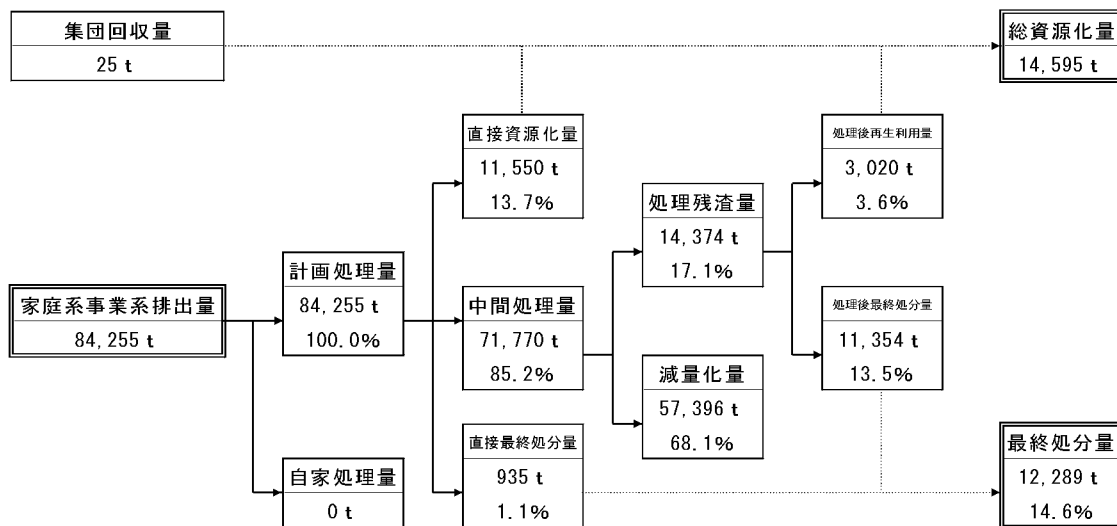 集団回収量
25 t
総資源化量
14,595 t
直接資源化量
11,550 t
13.7%
処理後再生利用量
3,020 t
3.6%
処理残渣量
14,374 t
17.1%
家庭系事業系排出量
84,255 t
計画処理量
84,255 t
100.0%
中間処理量
71,770 t
85.2%
処理後最終処分量
11,354 t
13.5%
減量化量
57,396 t
68.1%
自家処理量
0 t
直接最終処分量
935 t
1.1%
最終処分量
12,289 t
14.6%